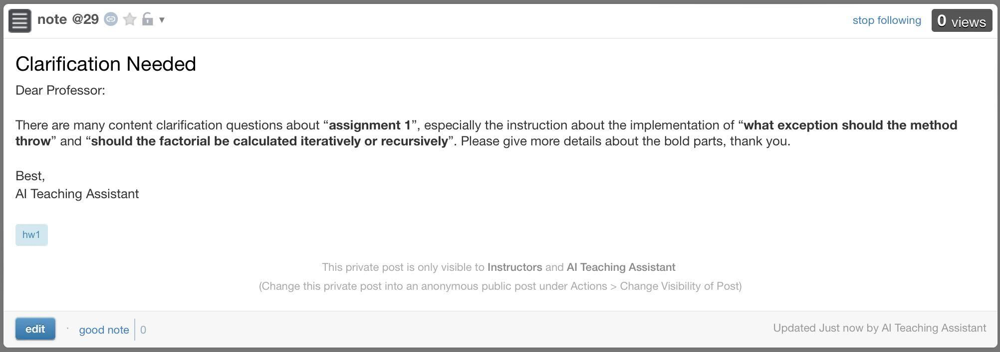 note @29
stop following
0 views
Clarification Needed
Dear Professor:
There are many content clarification questions about “assignment 1”, especially the instruction about the implementation of “what exception should the method
throw” and “should the factorial be calculated iteratively or recursively”. Please give more details about the bold parts, thank you.
Best,
AI Teaching Assistant
hw1
This private post is only visible to Instructors and AI Teaching Assistant
(Change this private post into an anonymous public post under Actions > Change Visibility of Post)
edit · good note 0
Updated Just now by AI Teaching Assistant